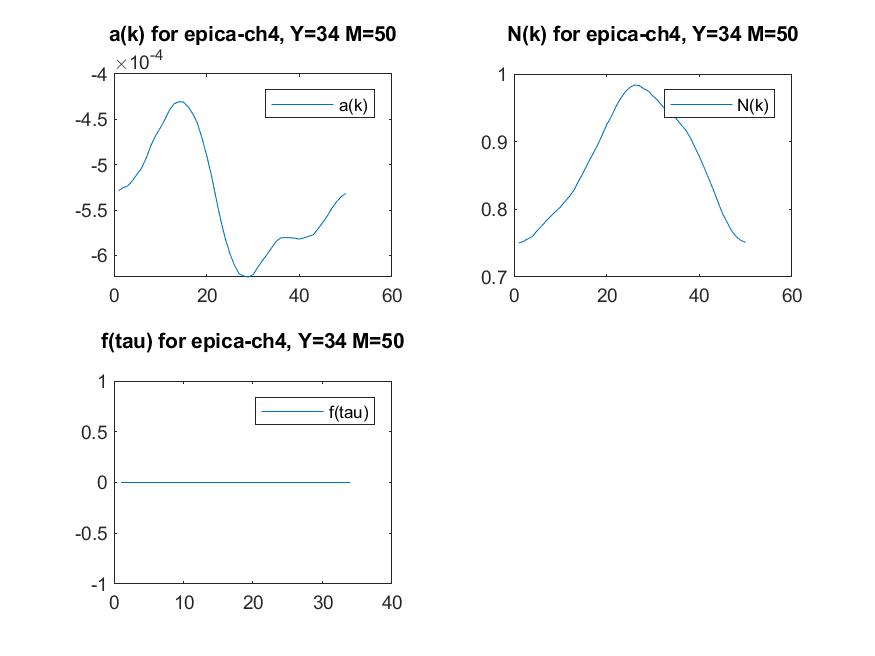 a(k) for epica-ch4, Y=34 M=50
×10⁻⁴
-4
-4.5
-5
-5.5
-6
0 20 40 60
a(k)
N(k) for epica-ch4, Y=34 M=50
1
0.9
0.8
0.7
0 20 40 60
N(k)
f(tau) for epica-ch4, Y=34 M=50
1
0.5
0
-0.5
-1
0 10 20 30 40
f(tau)